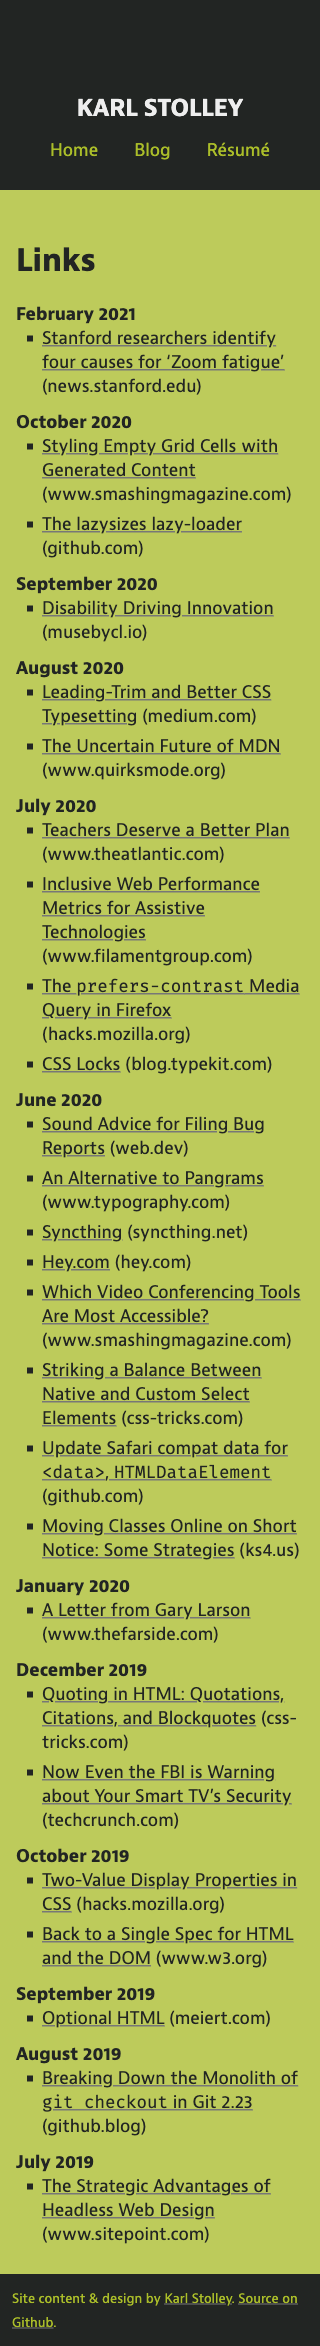 KARL STOLLEY
Home Blog Résumé
Links
February 2021
Stanford researchers identify
four causes for ‘Zoom fatigue’
(news.stanford.edu)
October 2020
Styling Empty Grid Cells with
Generated Content
(www.smashingmagazine.com)
The lazysizes lazy-loader
(github.com)
September 2020
Disability Driving Innovation
(musebycl.io)
August 2020
Leading-Trim and Better CSS
Typesetting (medium.com)
The Uncertain Future of MDN
(www.quirksmode.org)
July 2020
Teachers Deserve a Better Plan
(www.theatlantic.com)
Inclusive Web Performance
Metrics for Assistive
Technologies
(www.filamentgroup.com)
The prefers-contrast Media
Query in Firefox
(hacks.mozilla.org)
CSS Locks (blog.typekit.com)
June 2020
Sound Advice for Filing Bug
Reports (web.dev)
An Alternative to Pangrams
(www.typography.com)
Syncthing (syncthing.net)
Hey.com (hey.com)
Which Video Conferencing Tools
Are Most Accessible?
(www.smashingmagazine.com)
Striking a Balance Between
Native and Custom Select
Elements (css-tricks.com)
Update Safari compat data for
<data>, HTMLDataElement
(github.com)
Moving Classes Online on Short
Notice: Some Strategies (ks4.us)
January 2020
A Letter from Gary Larson
(www.thefarside.com)
December 2019
Quoting in HTML: Quotations,
Citations, and Blockquotes (css-
tricks.com)
Now Even the FBI is Warning
about Your Smart TV’s Security
(techcrunch.com)
October 2019
Two-Value Display Properties in
CSS (hacks.mozilla.org)
Back to a Single Spec for HTML
and the DOM (www.w3.org)
September 2019
Optional HTML (meiert.com)
August 2019
Breaking Down the Monolith of
git checkout in Git 2.23
(github.blog)
July 2019
The Strategic Advantages of
Headless Web Design
(www.sitepoint.com)
Site content & design by Karl Stolley. Source on
Github.